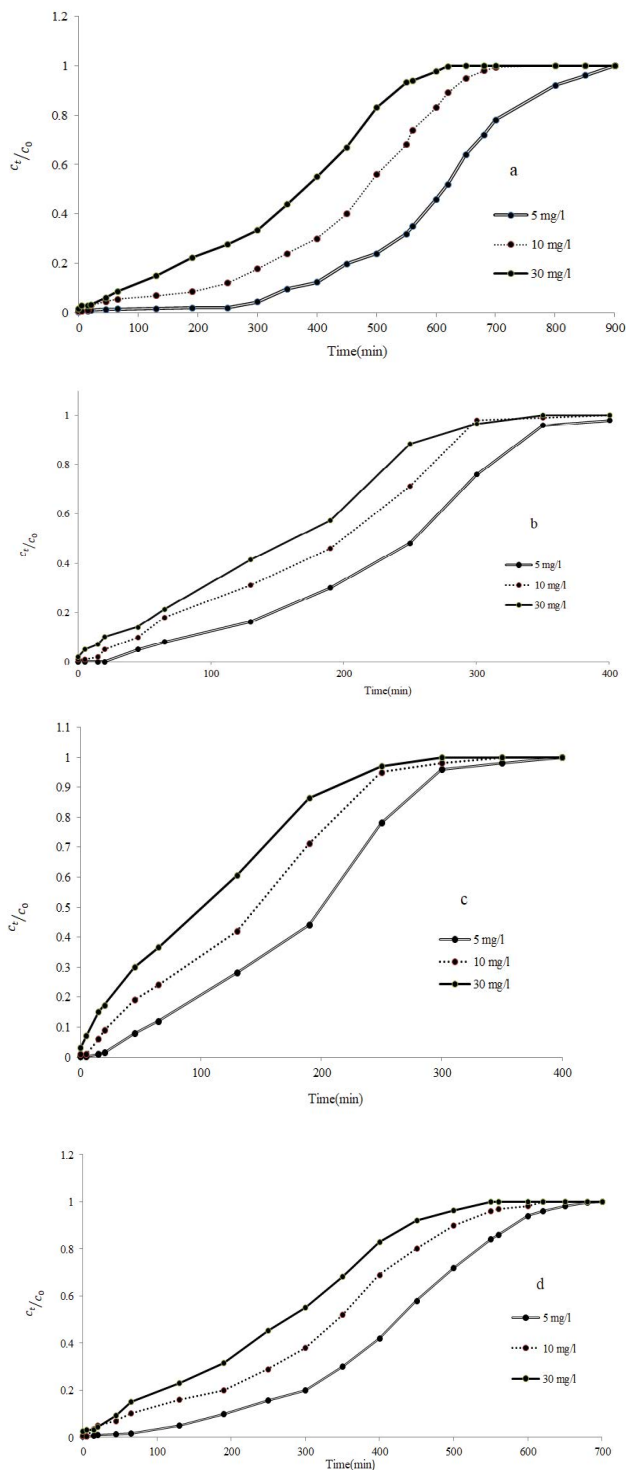 1.2
1
0.8
0.6
0.4
0.2
0
c_t/c_0
0 100 200 300 400 500 600 700 800 900
Time(min)
a
5 mg/l
10 mg/l
30 mg/l
1
0.8
0.6
0.4
0.2
0
c_t/c_0
100 200 300 400
Time(min)
b
5 mg/l
10 mg/l
30 mg/l
1.1
1
0.9
0.8
0.7
0.6
0.5
0.4
0.3
0.2
0.1
0
c_t/c_0
0 100 200 300 400
Time(min)
c
5 mg/l
10 mg/l
30 mg/l
1.2
1
0.8
0.6
0.4
0.2
0
c_t/c_0
0 100 200 300 400 500 600 700
Time(min)
d
5 mg/l
10 mg/l
30 mg/l